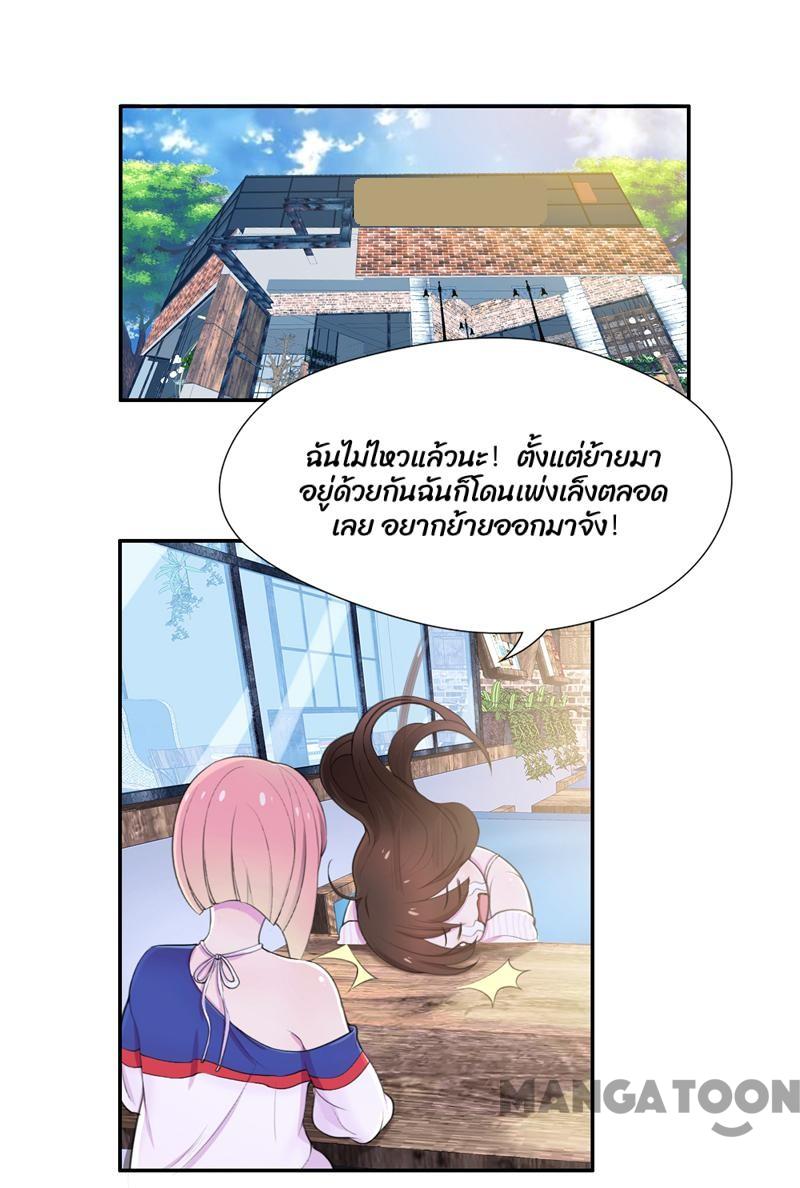 ฉันไม่ไหวแล้วนะ! ตั้งแต่ย้ายมา
อยู่ด้วยกันฉันก็โดนเพ่งเล็งตลอด
เลย อยากย้ายออกมาจัง!
MANGATOON